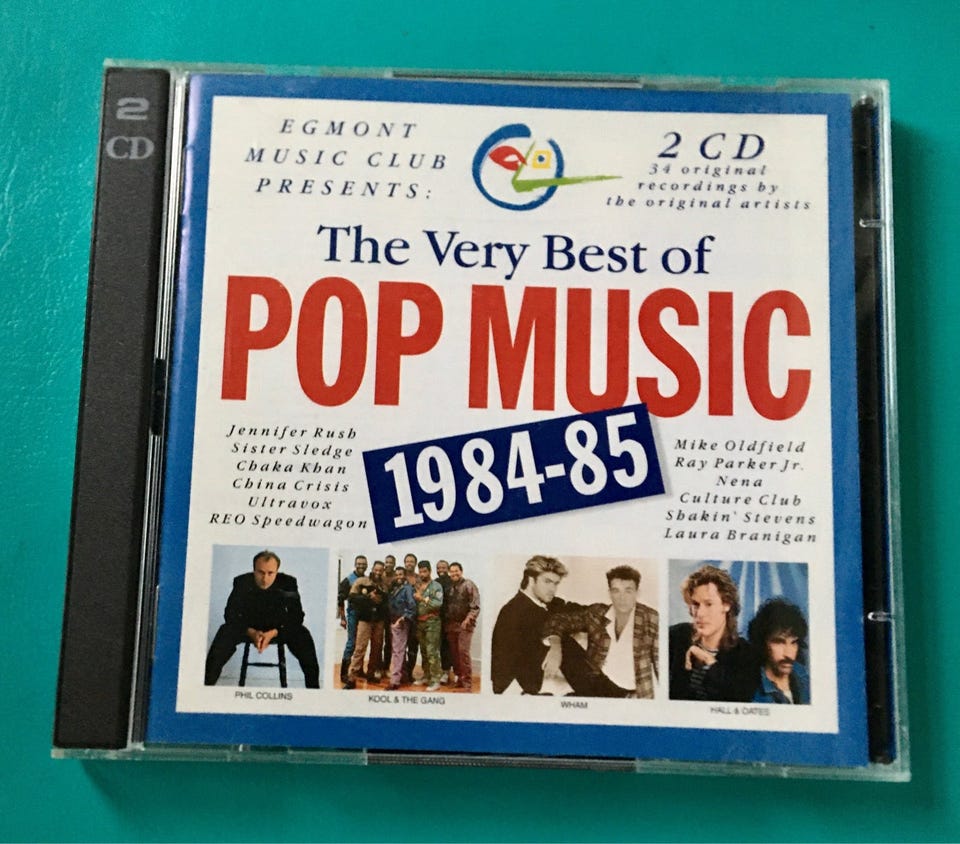 2
CD
EGMONT
MUSIC CLUB
PRESENTS:
2 CD
34 original
recordings by
the original artists
The Very Best of
POP MUSIC
1984-85
Jennifer Rush
Sister Sledge
Chaka Khan
China Crisis
Ultravox
REO Speedwagon
Mike Oldfield
Ray Parker Jr.
Nena
Culture Club
Shakin' Stevens
Laura Branigan
PHIL COLLINS
KOOL & THE GANG
WHAM
HALL & OATES